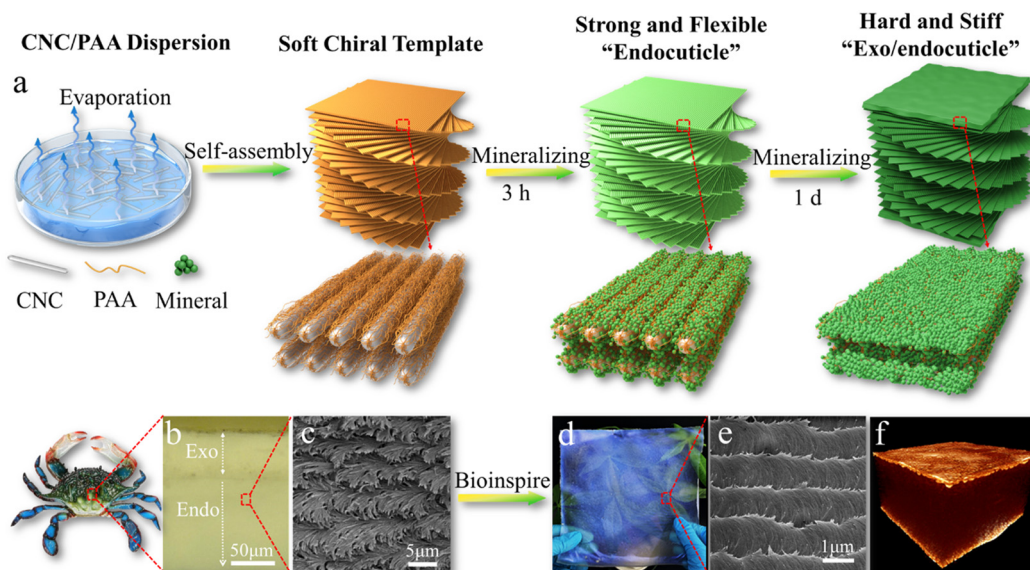 CNC/PAA Dispersion
Soft Chiral Template
Strong and Flexible
“Endocuticle”
Hard and Stiff
“Exo/endocuticle”
a
Evaporation
Self-assembly
Mineralizing
3 h
Mineralizing
1 d
CNC
PAA
Mineral
b
Exo
Endo
50μm
c
5μm
Bioinspire
d
e
1μm
f